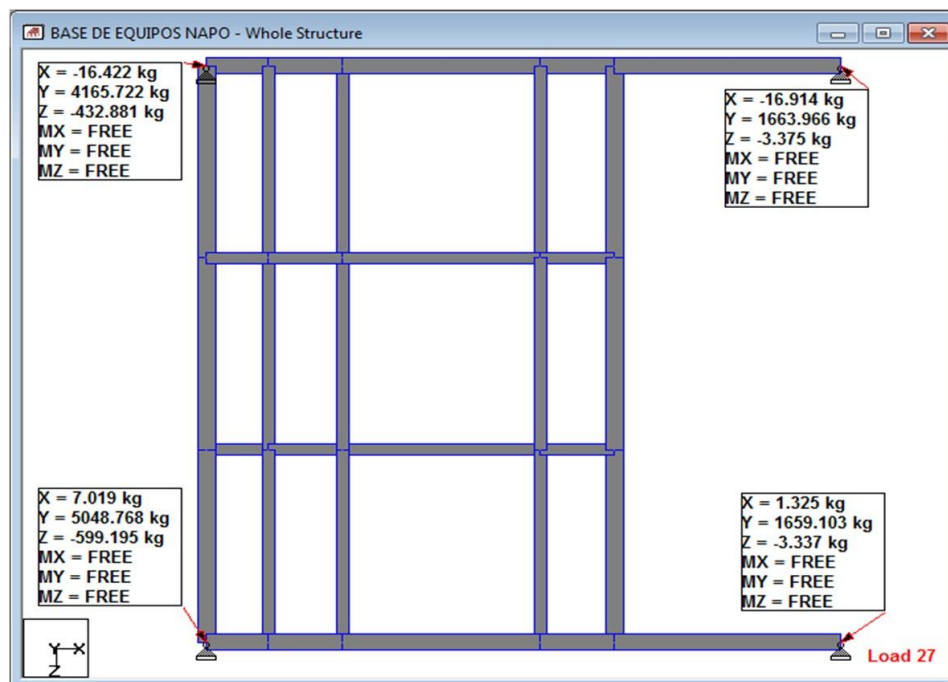 BASE DE EQUIPOS NAPO - Whole Structure
X = -16.422 kg
Y = 4165.722 kg
Z = -432.881 kg
MX = FREE
MY = FREE
MZ = FREE
X = -16.914 kg
Y = 1663.966 kg
Z = -3.375 kg
MX = FREE
MY = FREE
MZ = FREE
X = 7.019 kg
Y = 5048.768 kg
Z = -599.195 kg
MX = FREE
MY = FREE
MZ = FREE
X = 1.325 kg
Y = 1659.103 kg
Z = -3.337 kg
MX = FREE
MY = FREE
MZ = FREE
Y X
Z
Load 27